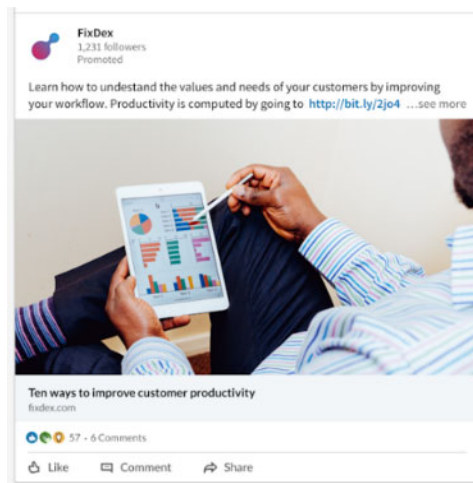 FixDex
1,231 followers
Promoted
Learn how to undestand the values and needs of your customers by improving
your workflow. Productivity is computed by going to http://bit.ly/2jo4 ...see more
Ten ways to improve customer productivity
fixdex.com
57 - 6 Comments
Like Comment Share